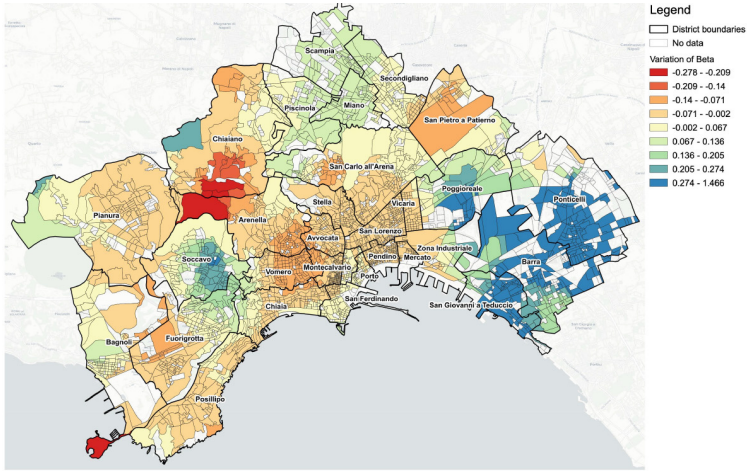 Legend
District boundaries
No data
Variation of Beta
-0.278 - -0.209
-0.209 - -0.14
-0.14 - -0.071
-0.071 - -0.002
-0.002 - 0.067
0.067 - 0.136
0.136 - 0.205
0.205 - 0.274
0.274 - 1.466
Scampia
Secondigliano
Piscinola
Miano
San Pietro a Patierno
Chiaiano
San Carlo all'Arena
Poggioreale
Ponticelli
Stella
Vicaria
Pianura
Arenella
San Lorenzo
Avvocata
Zona Industriale
Soccavo
Pendino
Mercato
Barra
Vomero
Montecalvario
Porto
San Ferdinando
San Giovanni a Teduccio
Chiaia
Bagnoli
Fuorigrotta
Posillipo